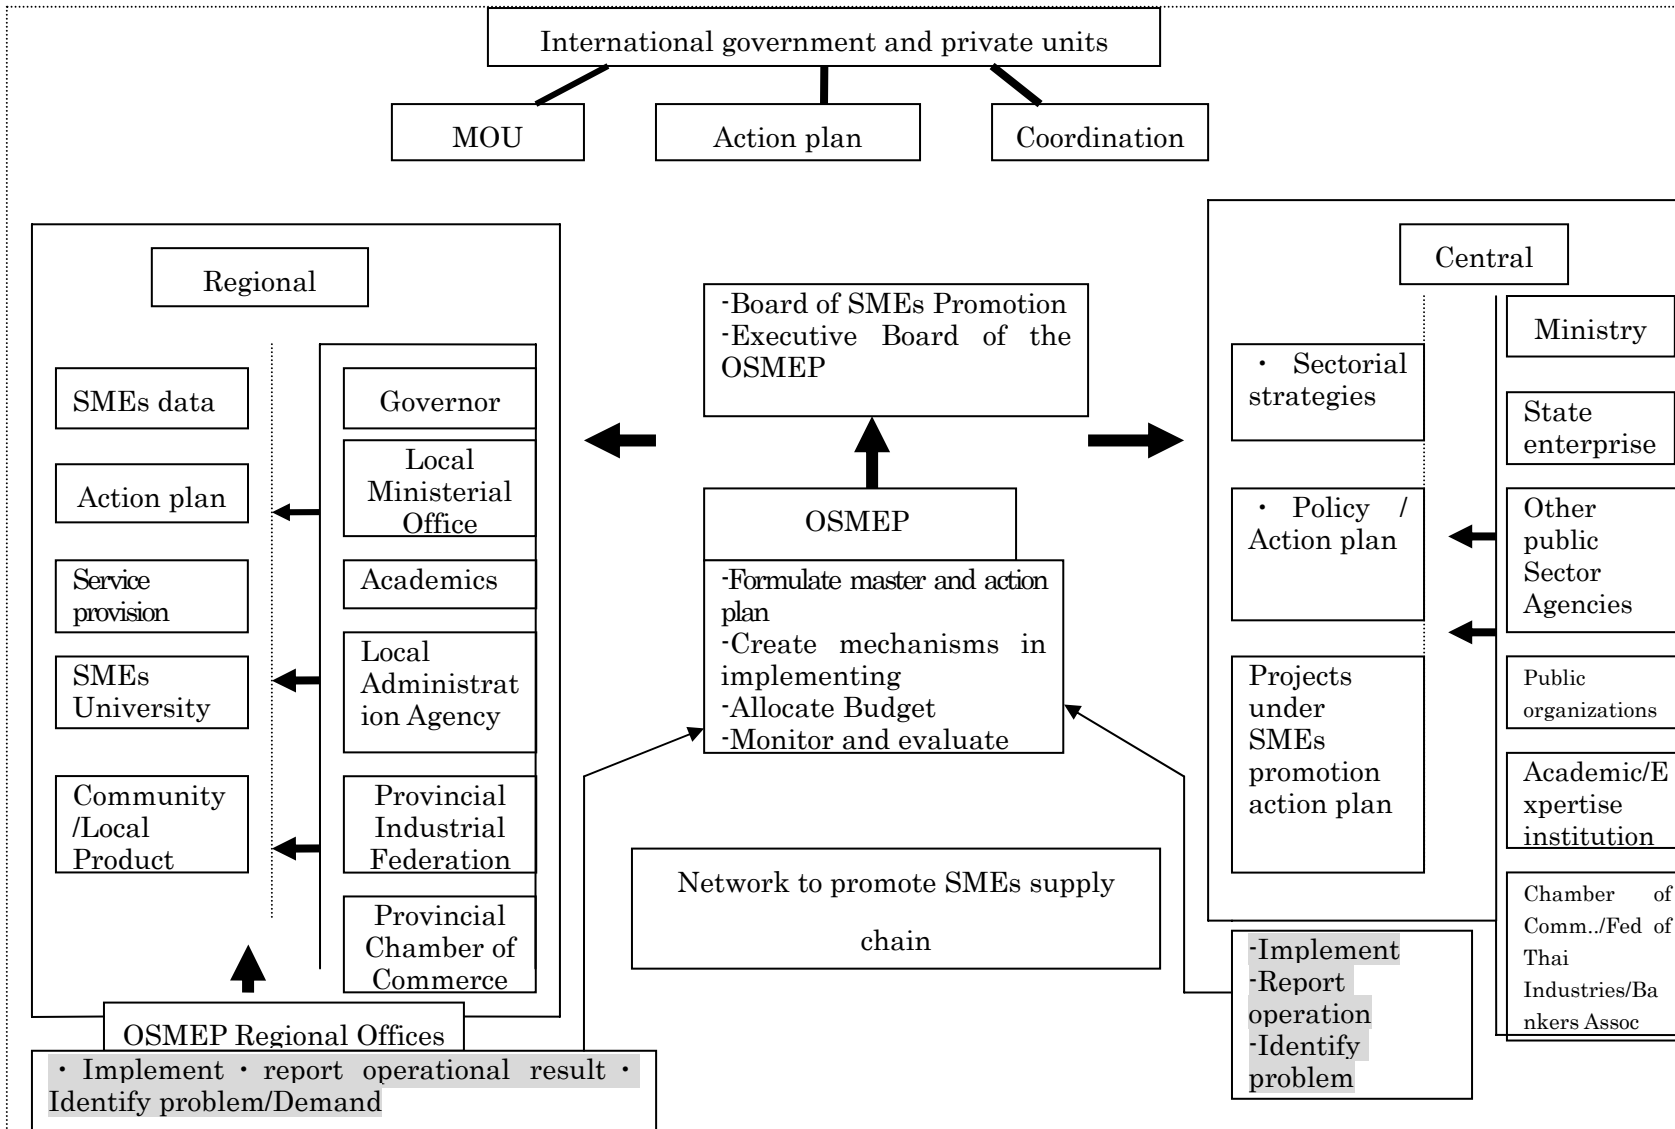 International government and private units
MOU
Action plan
Coordination
Regional
SMEs data
Action plan
Service
provision
SMEs
University
Community
/Local
Product
Governor
Local
Ministerial
Office
Academics
Local
Administrat
ion Agency
Provincial
Industrial
Federation
Provincial
Chamber of
Commerce
OSMEP Regional Offices
・ Implement ・ report operational result ・
Identify problem/Demand
-Board of SMEs Promotion
-Executive Board of the
OSMEP
OSMEP
-Formulate master and action
plan
-Create mechanisms in
implementing
-Allocate Budget
-Monitor and evaluate
Network to promote SMEs supply
chain
Central
・ Sectorial
strategies
・ Policy /
Action plan
Projects
under
SMEs
promotion
action plan
-Implement
-Report
operation
-Identify
problem
Ministry
State
enterprise
Other
public
Sector
Agencies
Public
organizations
Academic/E
xpertise
institution
Chamber of
Comm../Fed of
Thai
Industries/Ba
nkers Assoc